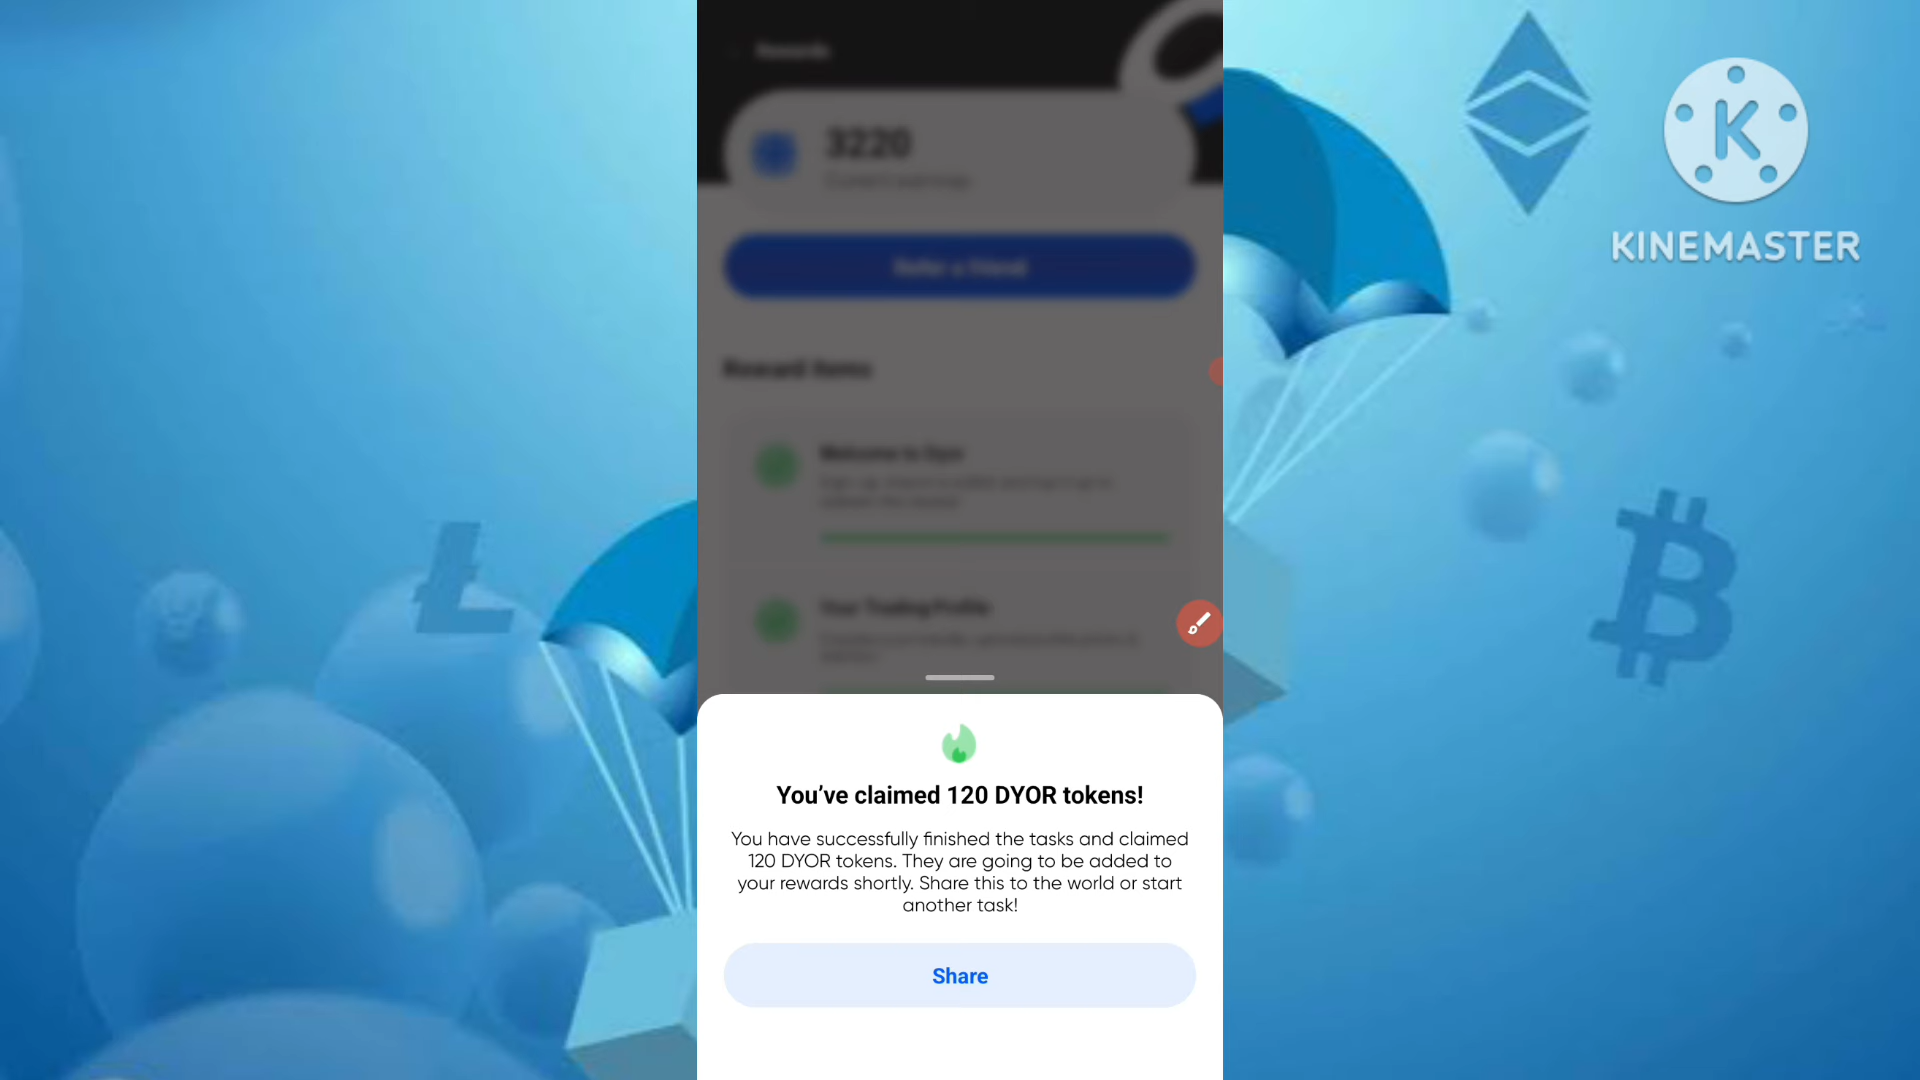 Rewards
3220
Refer a friend
Reward items
Welcome to Dyor
Your Trading Profile
You’ve claimed 120 DYOR tokens!
You have successfully finished the tasks and claimed
120 DYOR tokens. They are going to be added to
your rewards shortly. Share this to the world or start
another task!
Share
K
KINEMASTER